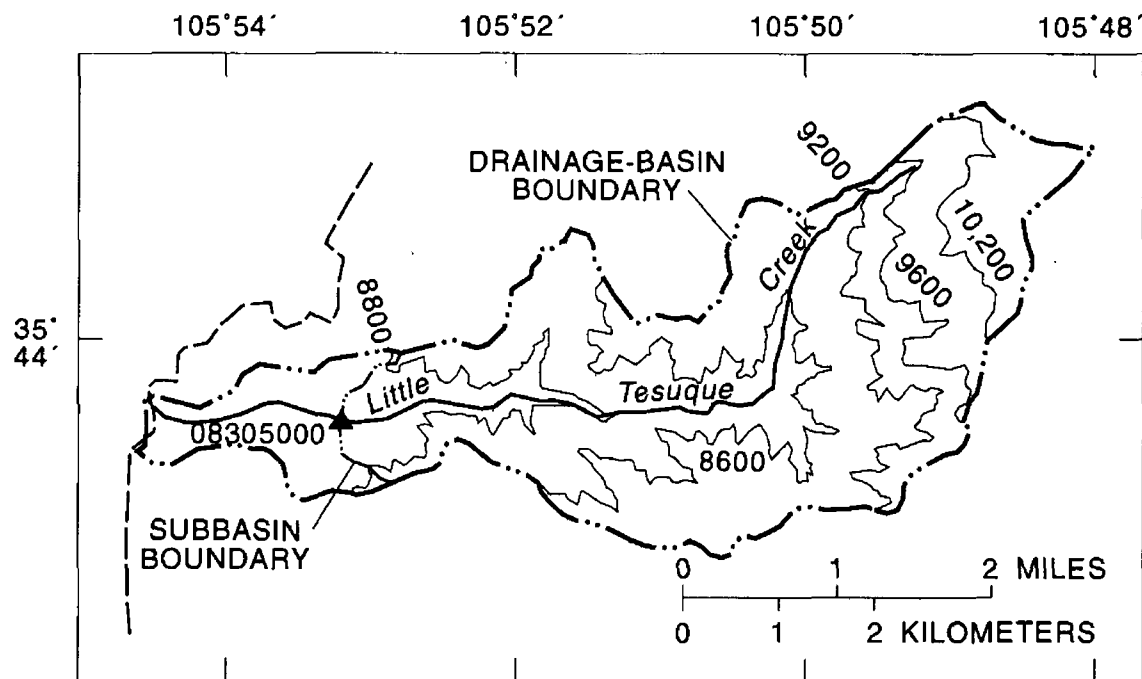 105°54′ 105°52′ 105°50′ 105°48′
9200
DRAINAGE-BASIN
BOUNDARY
Creek
10,200
9600
8800
35°
44′
Little Tesuque
08305000
8600
SUBBASIN
BOUNDARY
0 1 2 MILES
0 1 2 KILOMETERS